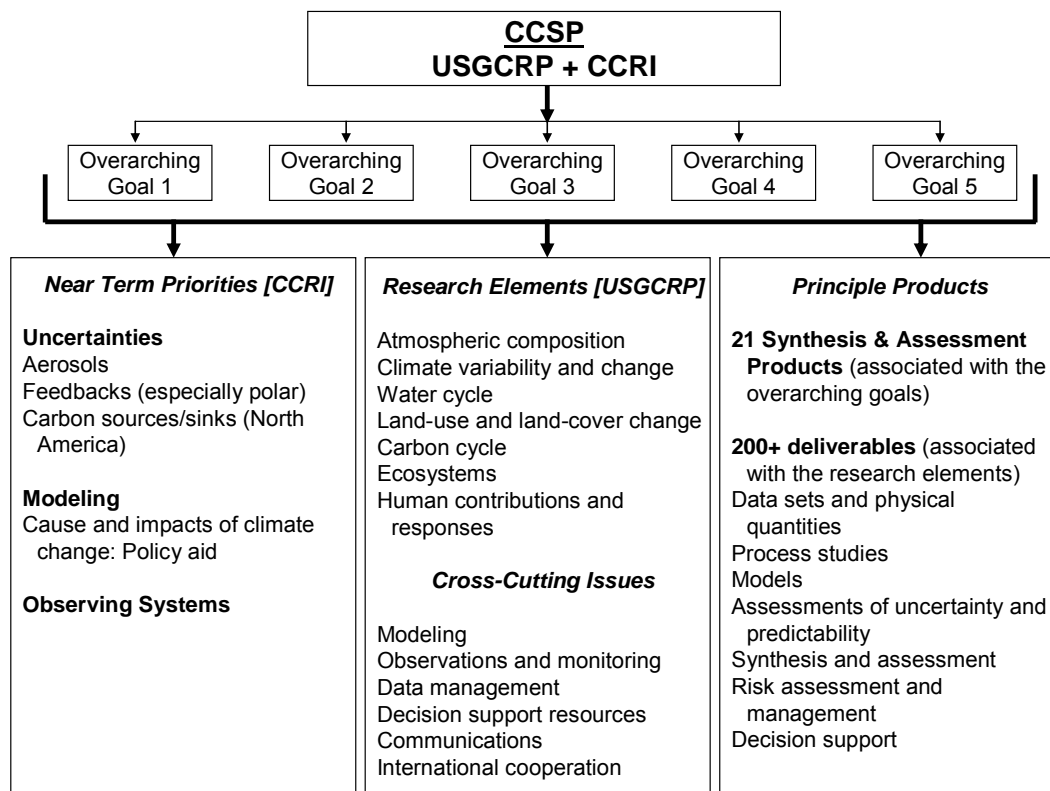 CCSP
USGCRP + CCRI
Overarching
Goal 1
Overarching
Goal 2
Overarching
Goal 3
Overarching
Goal 4
Overarching
Goal 5
Near Term Priorities [CCRI]
Uncertainties
Aerosols
Feedbacks (especially polar)
Carbon sources/sinks (North
America)
Modeling
Cause and impacts of climate
change: Policy aid
Observing Systems
Research Elements [USGCRP]
Atmospheric composition
Climate variability and change
Water cycle
Land-use and land-cover change
Carbon cycle
Ecosystems
Human contributions and
responses
Cross-Cutting Issues
Modeling
Observations and monitoring
Data management
Decision support resources
Communications
International cooperation
Principle Products
21 Synthesis & Assessment
Products (associated with the
overarching goals)
200+ deliverables (associated
with the research elements)
Data sets and physical
quantities
Process studies
Models
Assessments of uncertainty and
predictability
Synthesis and assessment
Risk assessment and
management
Decision support